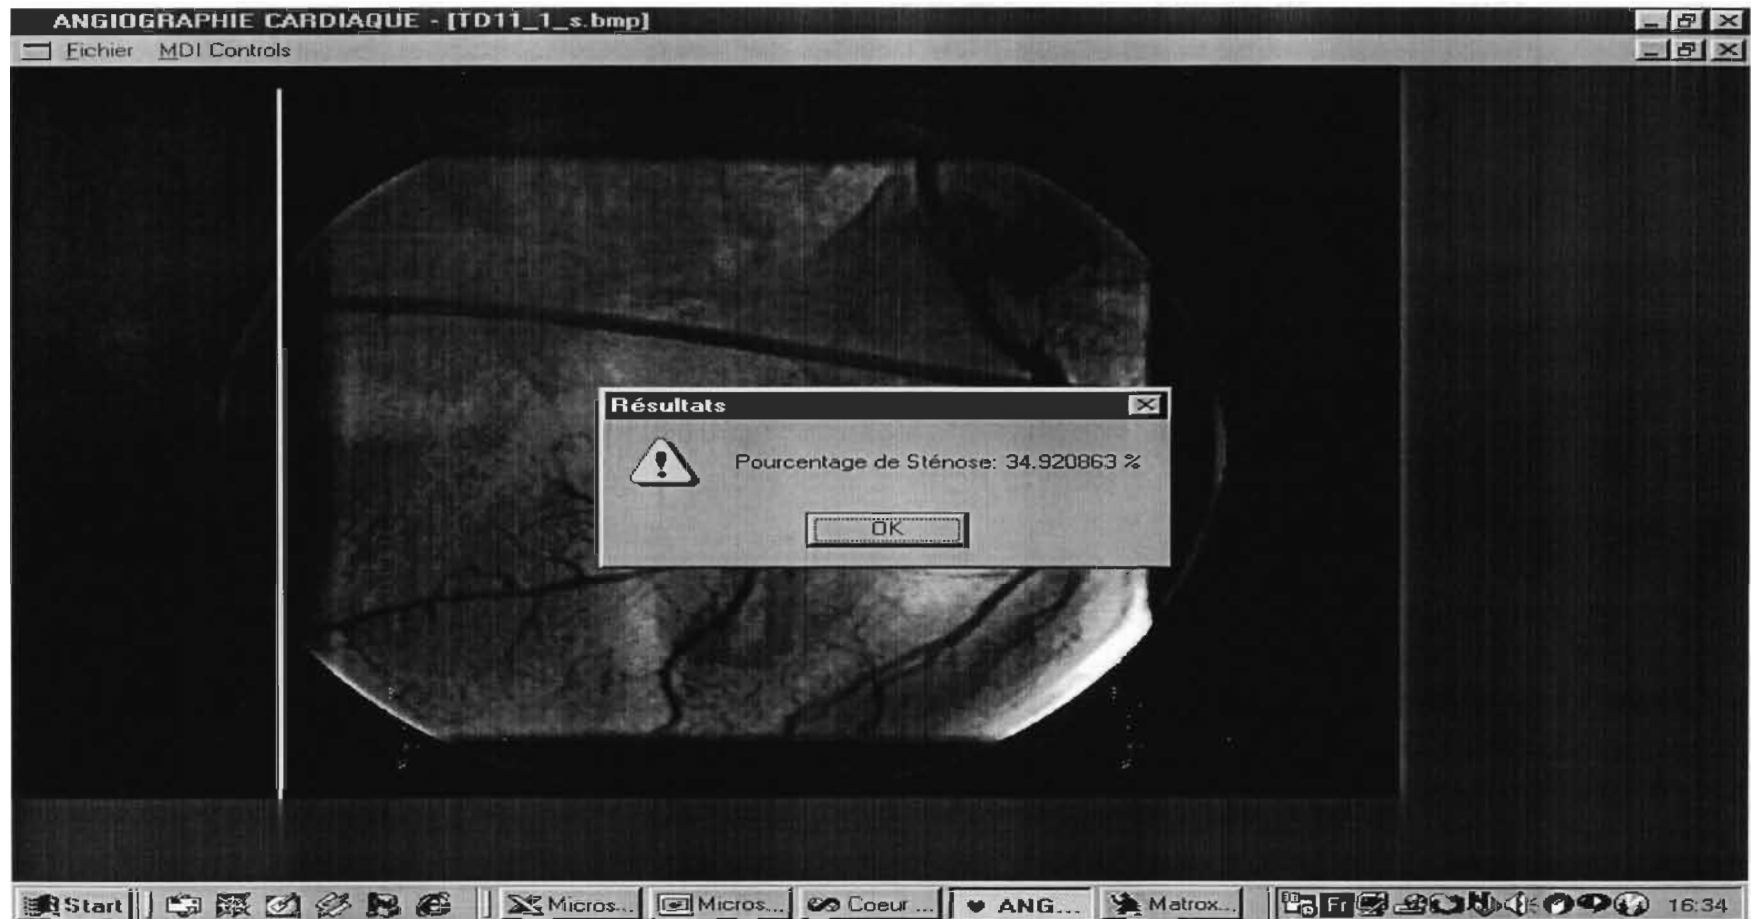 ANGIOGRAPHIE CARDIAQUE - [TD11_1_s.bmp]
Fichier MDI Controls
Résultats
Pourcentage de Sténose: 34.920863 %
OK
Start Micros... Micros... Coeur ... ANG... Matrox... Fr 16:34